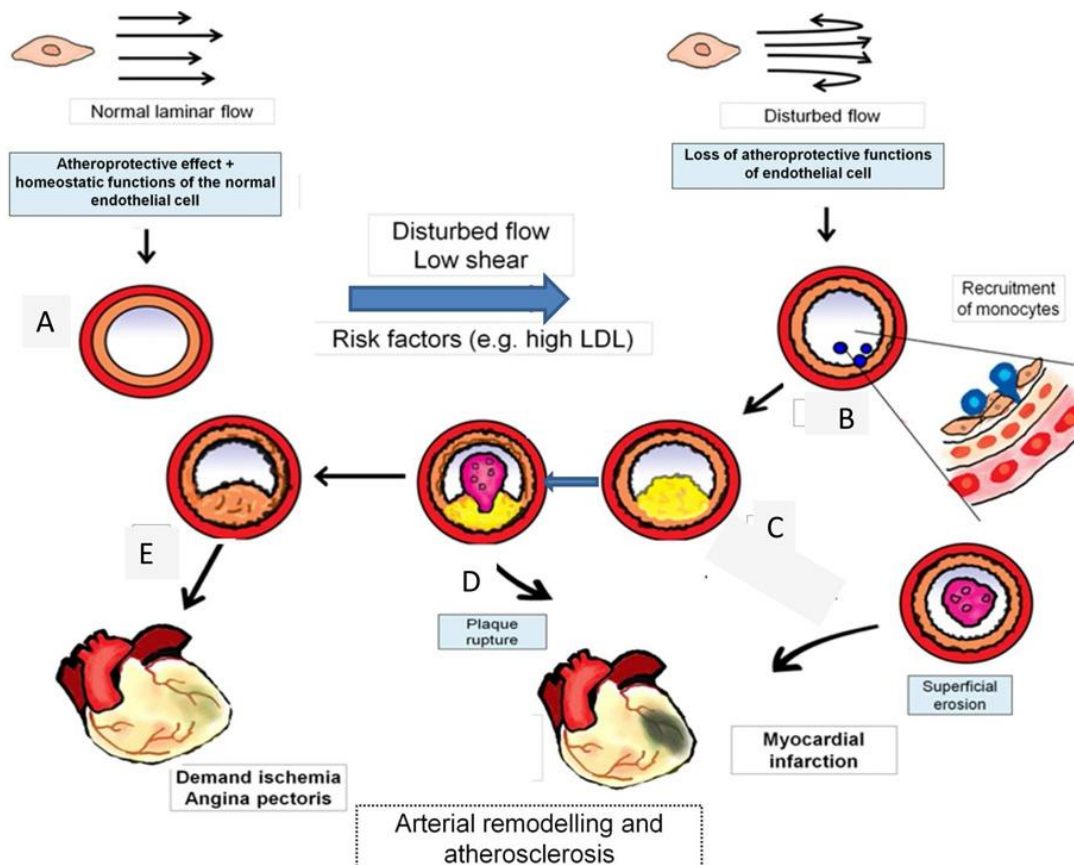 Normal laminar flow
Disturbed flow
Atheroprotective effect +
homeostatic functions of the normal
endothelial cell
Loss of atheroprotective functions
of endothelial cell
Disturbed flow
Low shear
Risk factors (e.g. high LDL)
Recruitment
of monocytes
A
B
C
D
E
Plaque
rupture
Superficial
erosion
Myocardial
infarction
Demand ischemia
Angina pectoris
Arterial remodelling and
atherosclerosis